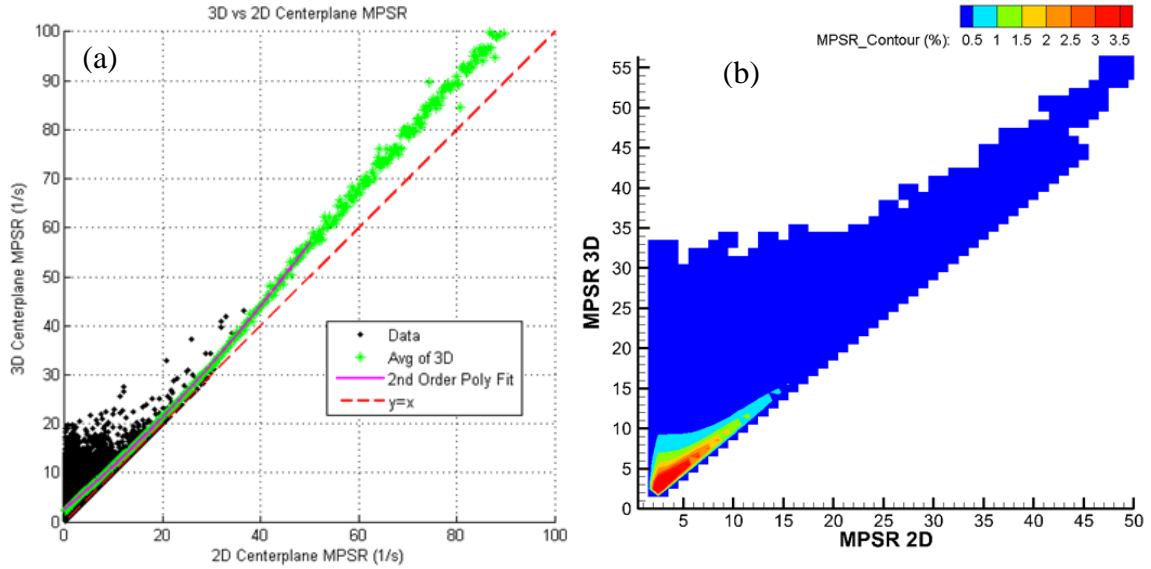 3D vs 2D Centerplane MPSR
(a)
3D Centerplane MPSR (1/s)
100
90
80
70
60
50
40
30
20
10
0
Data
Avg of 3D
2nd Order Poly Fit
y=x
0 20 40 60 80 100
2D Centerplane MPSR (1/s)
MPSR_Contour (%): 0.5 1 1.5 2 2.5 3 3.5
(b)
MPSR 3D
55
50
45
40
35
30
25
20
15
10
5
0
5 10 15 20 25 30 35 40 45 50
MPSR 2D